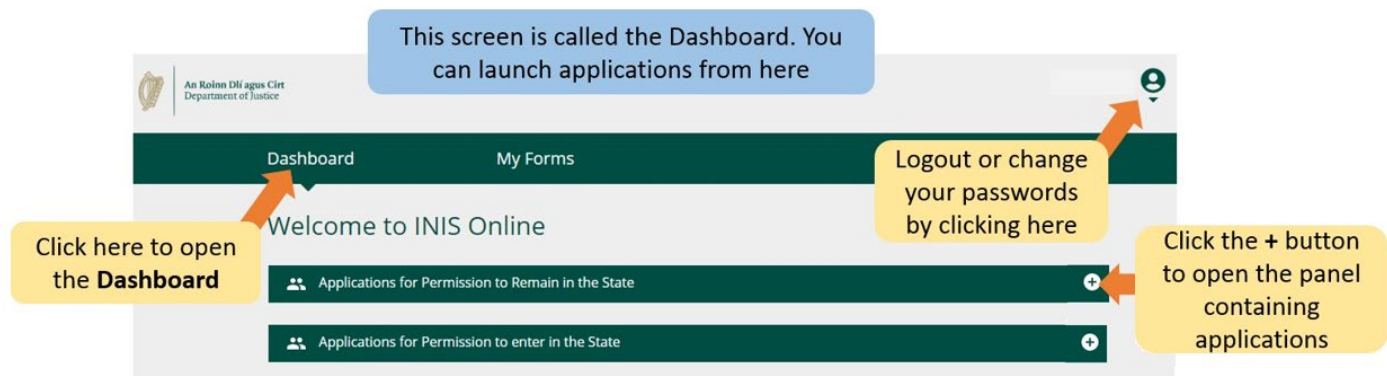 This screen is called the Dashboard. You
can launch applications from here
An Roinn Dlí agus Cirt
Department of Justice
Dashboard
My Forms
Logout or change
your passwords
by clicking here
Welcome to INIS Online
Click here to open
the Dashboard
Applications for Permission to Remain in the State
Click the + button
to open the panel
containing
applications
Applications for Permission to enter in the State